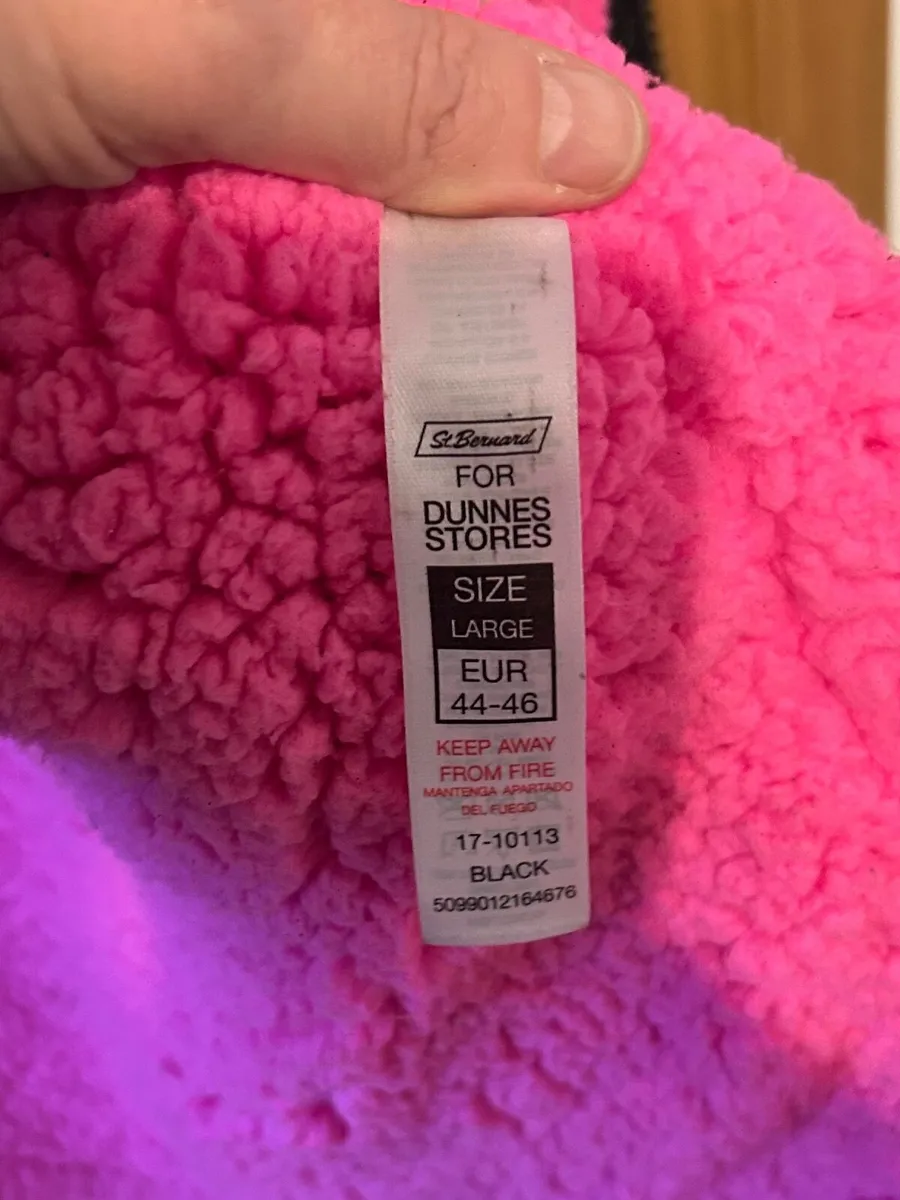 St.Bernard
FOR
DUNNES
STORES
SIZE
LARGE
EUR
44-46
KEEP AWAY
FROM FIRE
MANTENGA APARTADO
DEL FUEGO
17-10113
BLACK
5099012164676